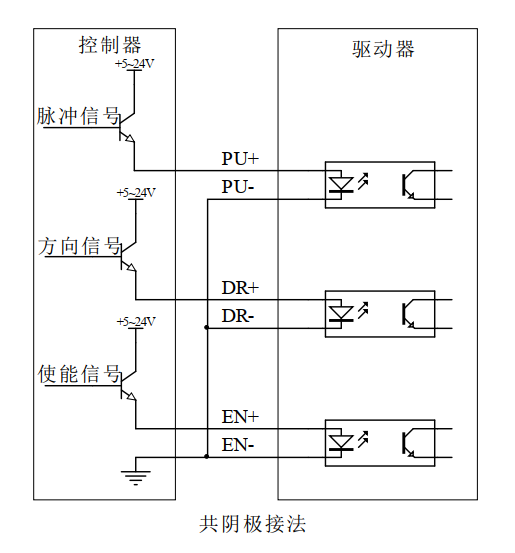 控制器
驱动器
+5~24V
脉冲信号
PU+
PU-
+5~24V
方向信号
DR+
DR-
+5~24V
使能信号
EN+
EN-
共阴极接法